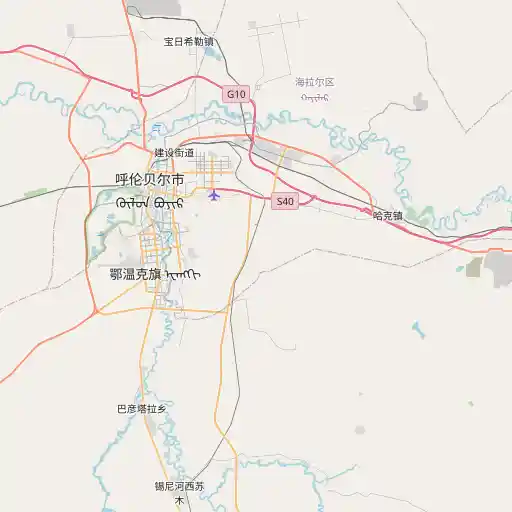 宝日希勒镇
海拉尔区
G10
建设街道
呼伦贝尔市
S40
哈克镇
鄂温克旗
巴彦塔拉乡
锡尼河西苏
木